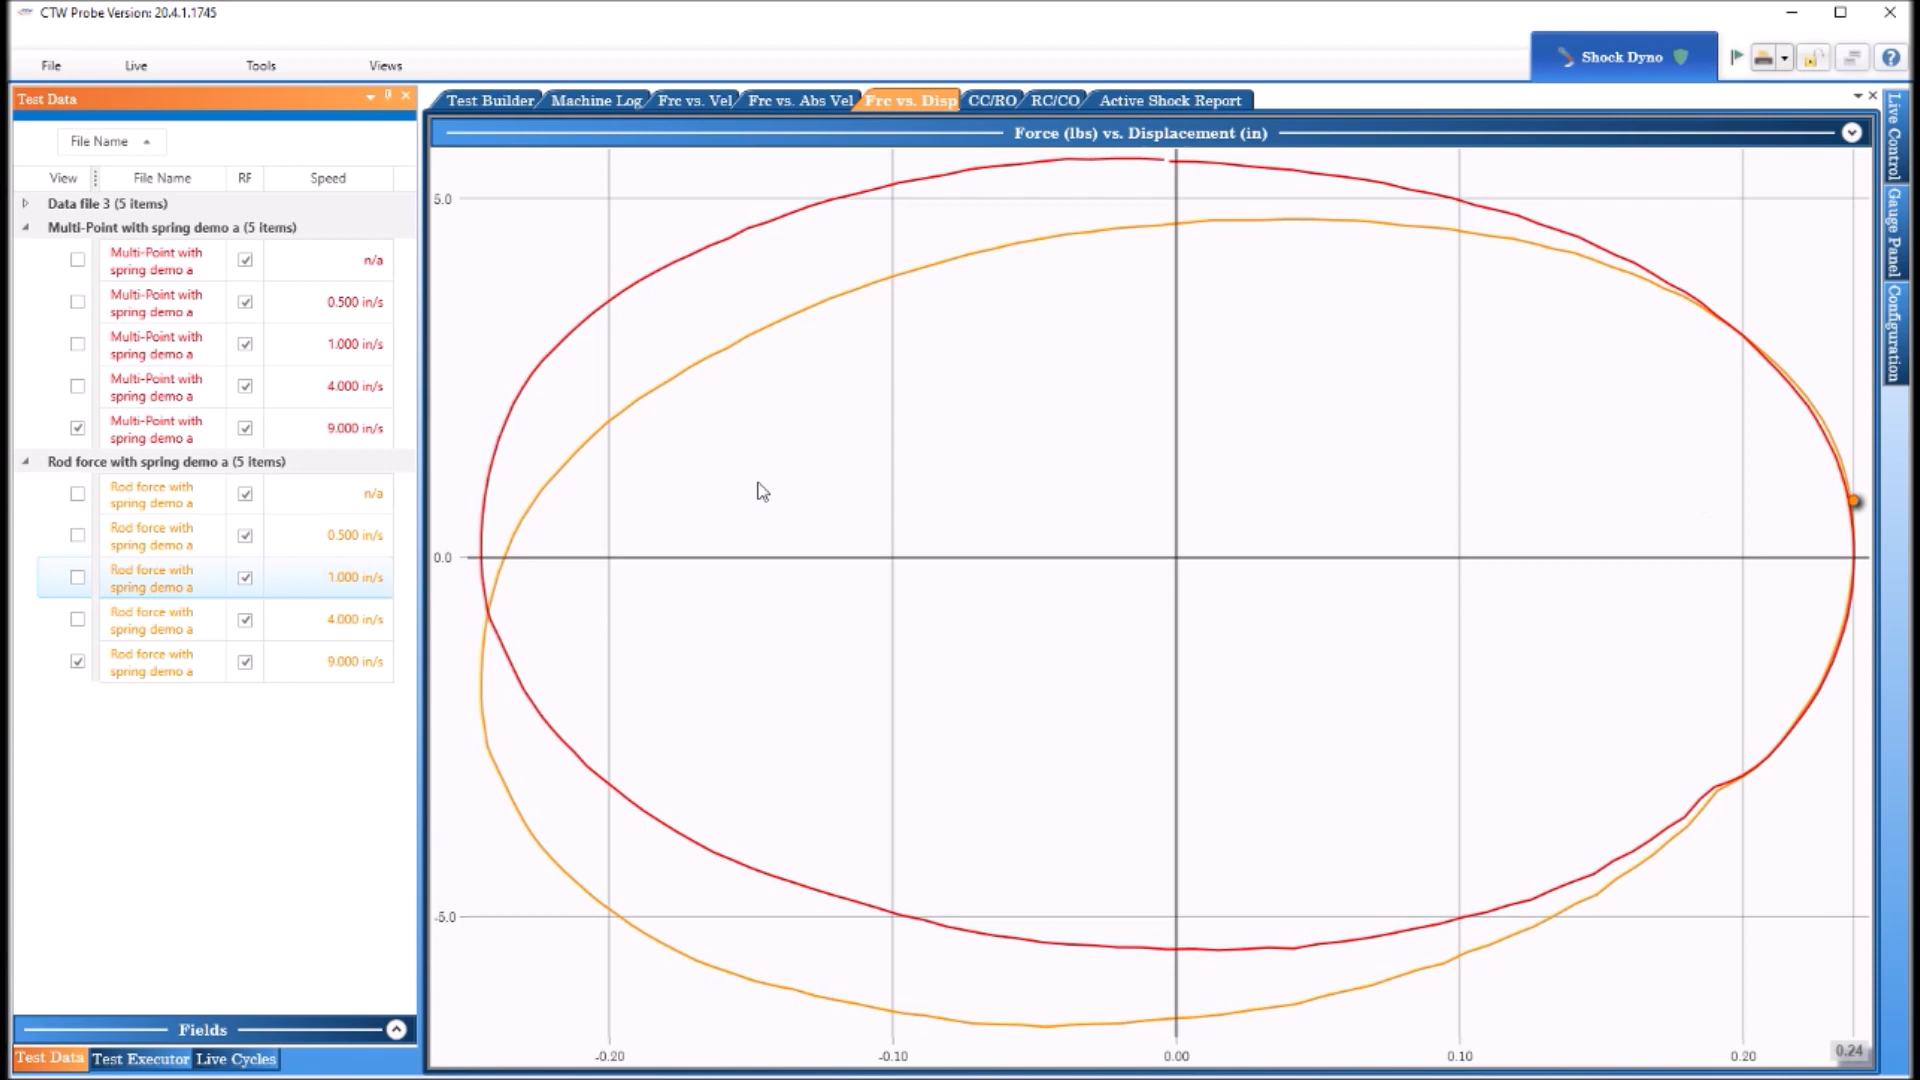 CTW Probe Version: 20.4.1.1745
File Live Tools Views
Shock Dyno
Test Data
File Name
View File Name RF Speed
Data file 3 (5 items)
Multi-Point with spring demo a (5 items)
Multi-Point with
spring demo a
n/a
Multi-Point with
spring demo a
0.500 in/s
Multi-Point with
spring demo a
1.000 in/s
Multi-Point with
spring demo a
4.000 in/s
Multi-Point with
spring demo a
9.000 in/s
Rod force with spring demo a (5 items)
Rod force with
spring demo a
n/a
Rod force with
spring demo a
0.500 in/s
Rod force with
spring demo a
1.000 in/s
Rod force with
spring demo a
4.000 in/s
Rod force with
spring demo a
9.000 in/s
Fields
Test Data Test Executor Live Cycles
Test Builder Machine Log Frc vs. Vel Frc vs. Abs Vel Frc vs. Disp CC/RO RC/CO Active Shock Report
Force (lbs) vs. Displacement (in)
5.0
0.0
-5.0
-0.20 -0.10 0.00 0.10 0.20 0.24
Live Control
Gauge Panel
Configuration